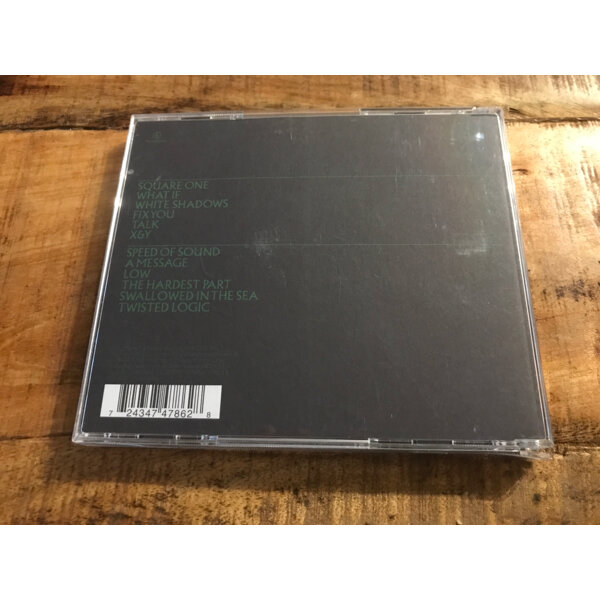 SQUARE ONE
WHAT IF
WHITE SHADOWS
FIX YOU
TALK
X&Y
SPEED OF SOUND
A MESSAGE
LOW
THE HARDEST PART
SWALLOWED IN THE SEA
TWISTED LOGIC
7 24347 47862 8